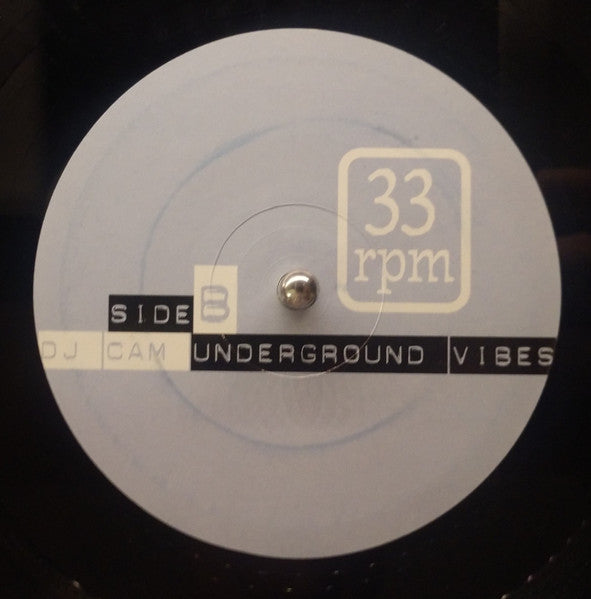 33
rpm
SIDE B
DJ CAM UNDERGROUND VIBES